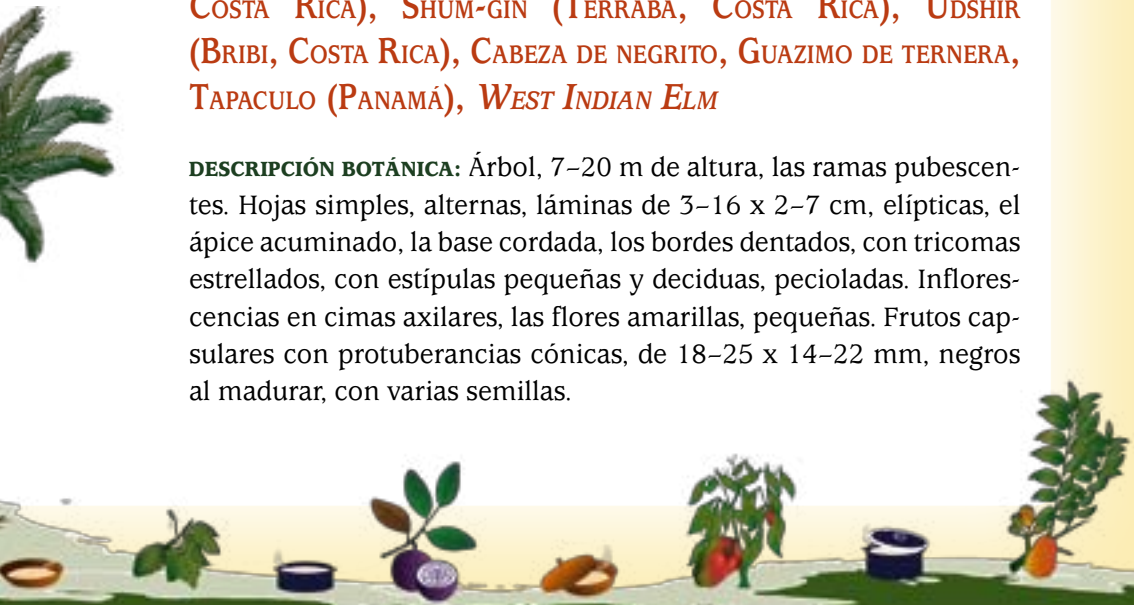 COSTA RICA), SHUM-GIN (TÉRRABA, COSTA RICA), UDSHIR
(BRIBI, COSTA RICA), CABEZA DE NEGRITO, GUAZIMO DE TERNERA,
TAPACULO (PANAMÁ), WEST INDIAN ELM
DESCRIPCIÓN BOTÁNICA: Árbol, 7–20 m de altura, las ramas pubescen-
tes. Hojas simples, alternas, láminas de 3–16 x 2–7 cm, elípticas, el
ápice acuminado, la base cordada, los bordes dentados, con tricomas
estrellados, con estípulas pequeñas y deciduas, pecioladas. Inflores-
cencias en cimas axilares, las flores amarillas, pequeñas. Frutos cap-
sulares con protuberancias cónicas, de 18–25 x 14–22 mm, negros
al madurar, con varias semillas.